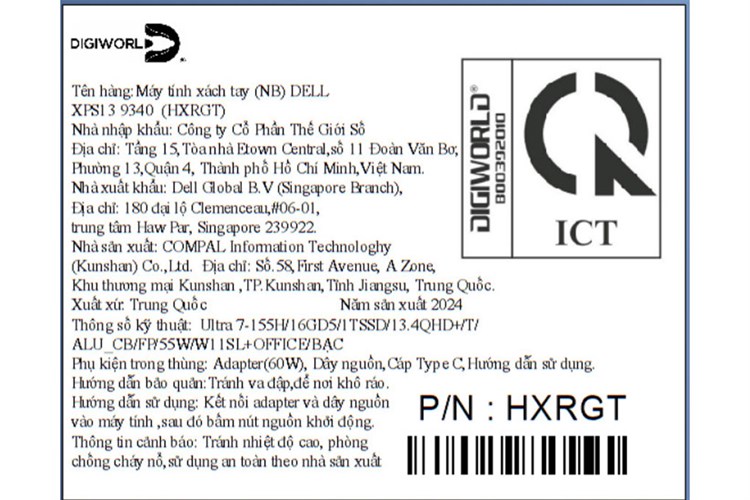 DIGIWORLD
Tên hàng: Máy tính xách tay (NB) DELL
XPS13 9340 (HXRGT)
Nhà nhập khẩu: Công ty Cổ Phần Thế Giới Số
Địa chỉ: Tầng 15, Tòa nhà Etown Central, số 11 Đoàn Văn Bơ,
Phường 13, Quận 4, Thành phố Hồ Chí Minh, Việt Nam.
Nhà xuất khẩu: Dell Global B.V (Singapore Branch),
Địa chỉ: 180 đại lộ Clemenceau,#06-01,
trung tâm Haw Par, Singapore 239922.
Nhà sản xuất: COMPAL Information Technologhy
(Kunshan) Co.,Ltd. Địa chỉ: Số.58, First Avenue, A Zone,
Khu thương mại Kunshan ,TP. Kunshan, Tỉnh Jiangsu, Trung Quốc.
Xuất xứ: Trung Quốc Năm sản xuất 2024
Thông số kỹ thuật: Ultra 7-155H/16GD5/1TSSD/13.4QHD+/T/
ALU_CB/FP/55W/W11SL+OFFICE/BẠC
Phụ kiện trong thùng: Adapter(60W), Dây nguồn,Cáp Type C, Hướng dẫn sử dụng.
Hướng dẫn bảo quản: Tránh va đập,để nơi khô ráo.
Hướng dẫn sử dụng: Kết nối adapter và dây nguồn
vào máy tính ,sau đó bấm nút nguồn khởi động.
Thông tin cảnh báo: Tránh nhiệt độ cao, phòng
chống cháy nổ, sử dụng an toàn theo nhà sản xuất
DIGIWORLD®
800392010
ICT
P/N : HXRGT